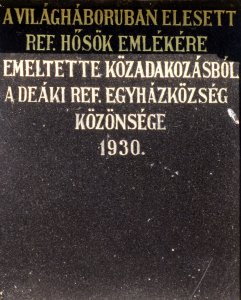 A VILÁGHÁBORUBAN ELESETT
REF. HŐSÖK EMLÉKÉRE
EMELTETTE KÖZADAKOZÁSBÓL
A DEÁKI REF. EGYHÁZKÖZSÉG
KÖZÖNSÉGE
1930.